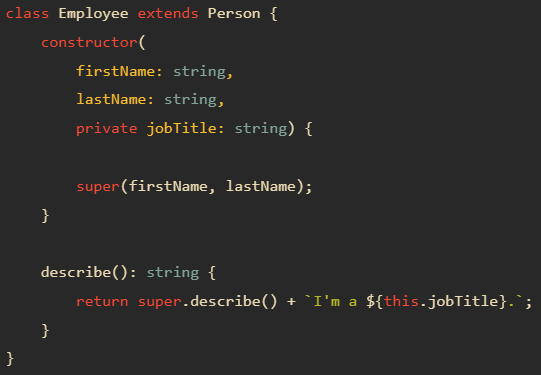 class Employee extends Person {
    constructor(
        firstName: string,
        lastName: string,
        private jobTitle: string) {

        super(firstName, lastName);
    }

    describe(): string {
        return super.describe() + `I'm a ${this.jobTitle}.`;
    }
}